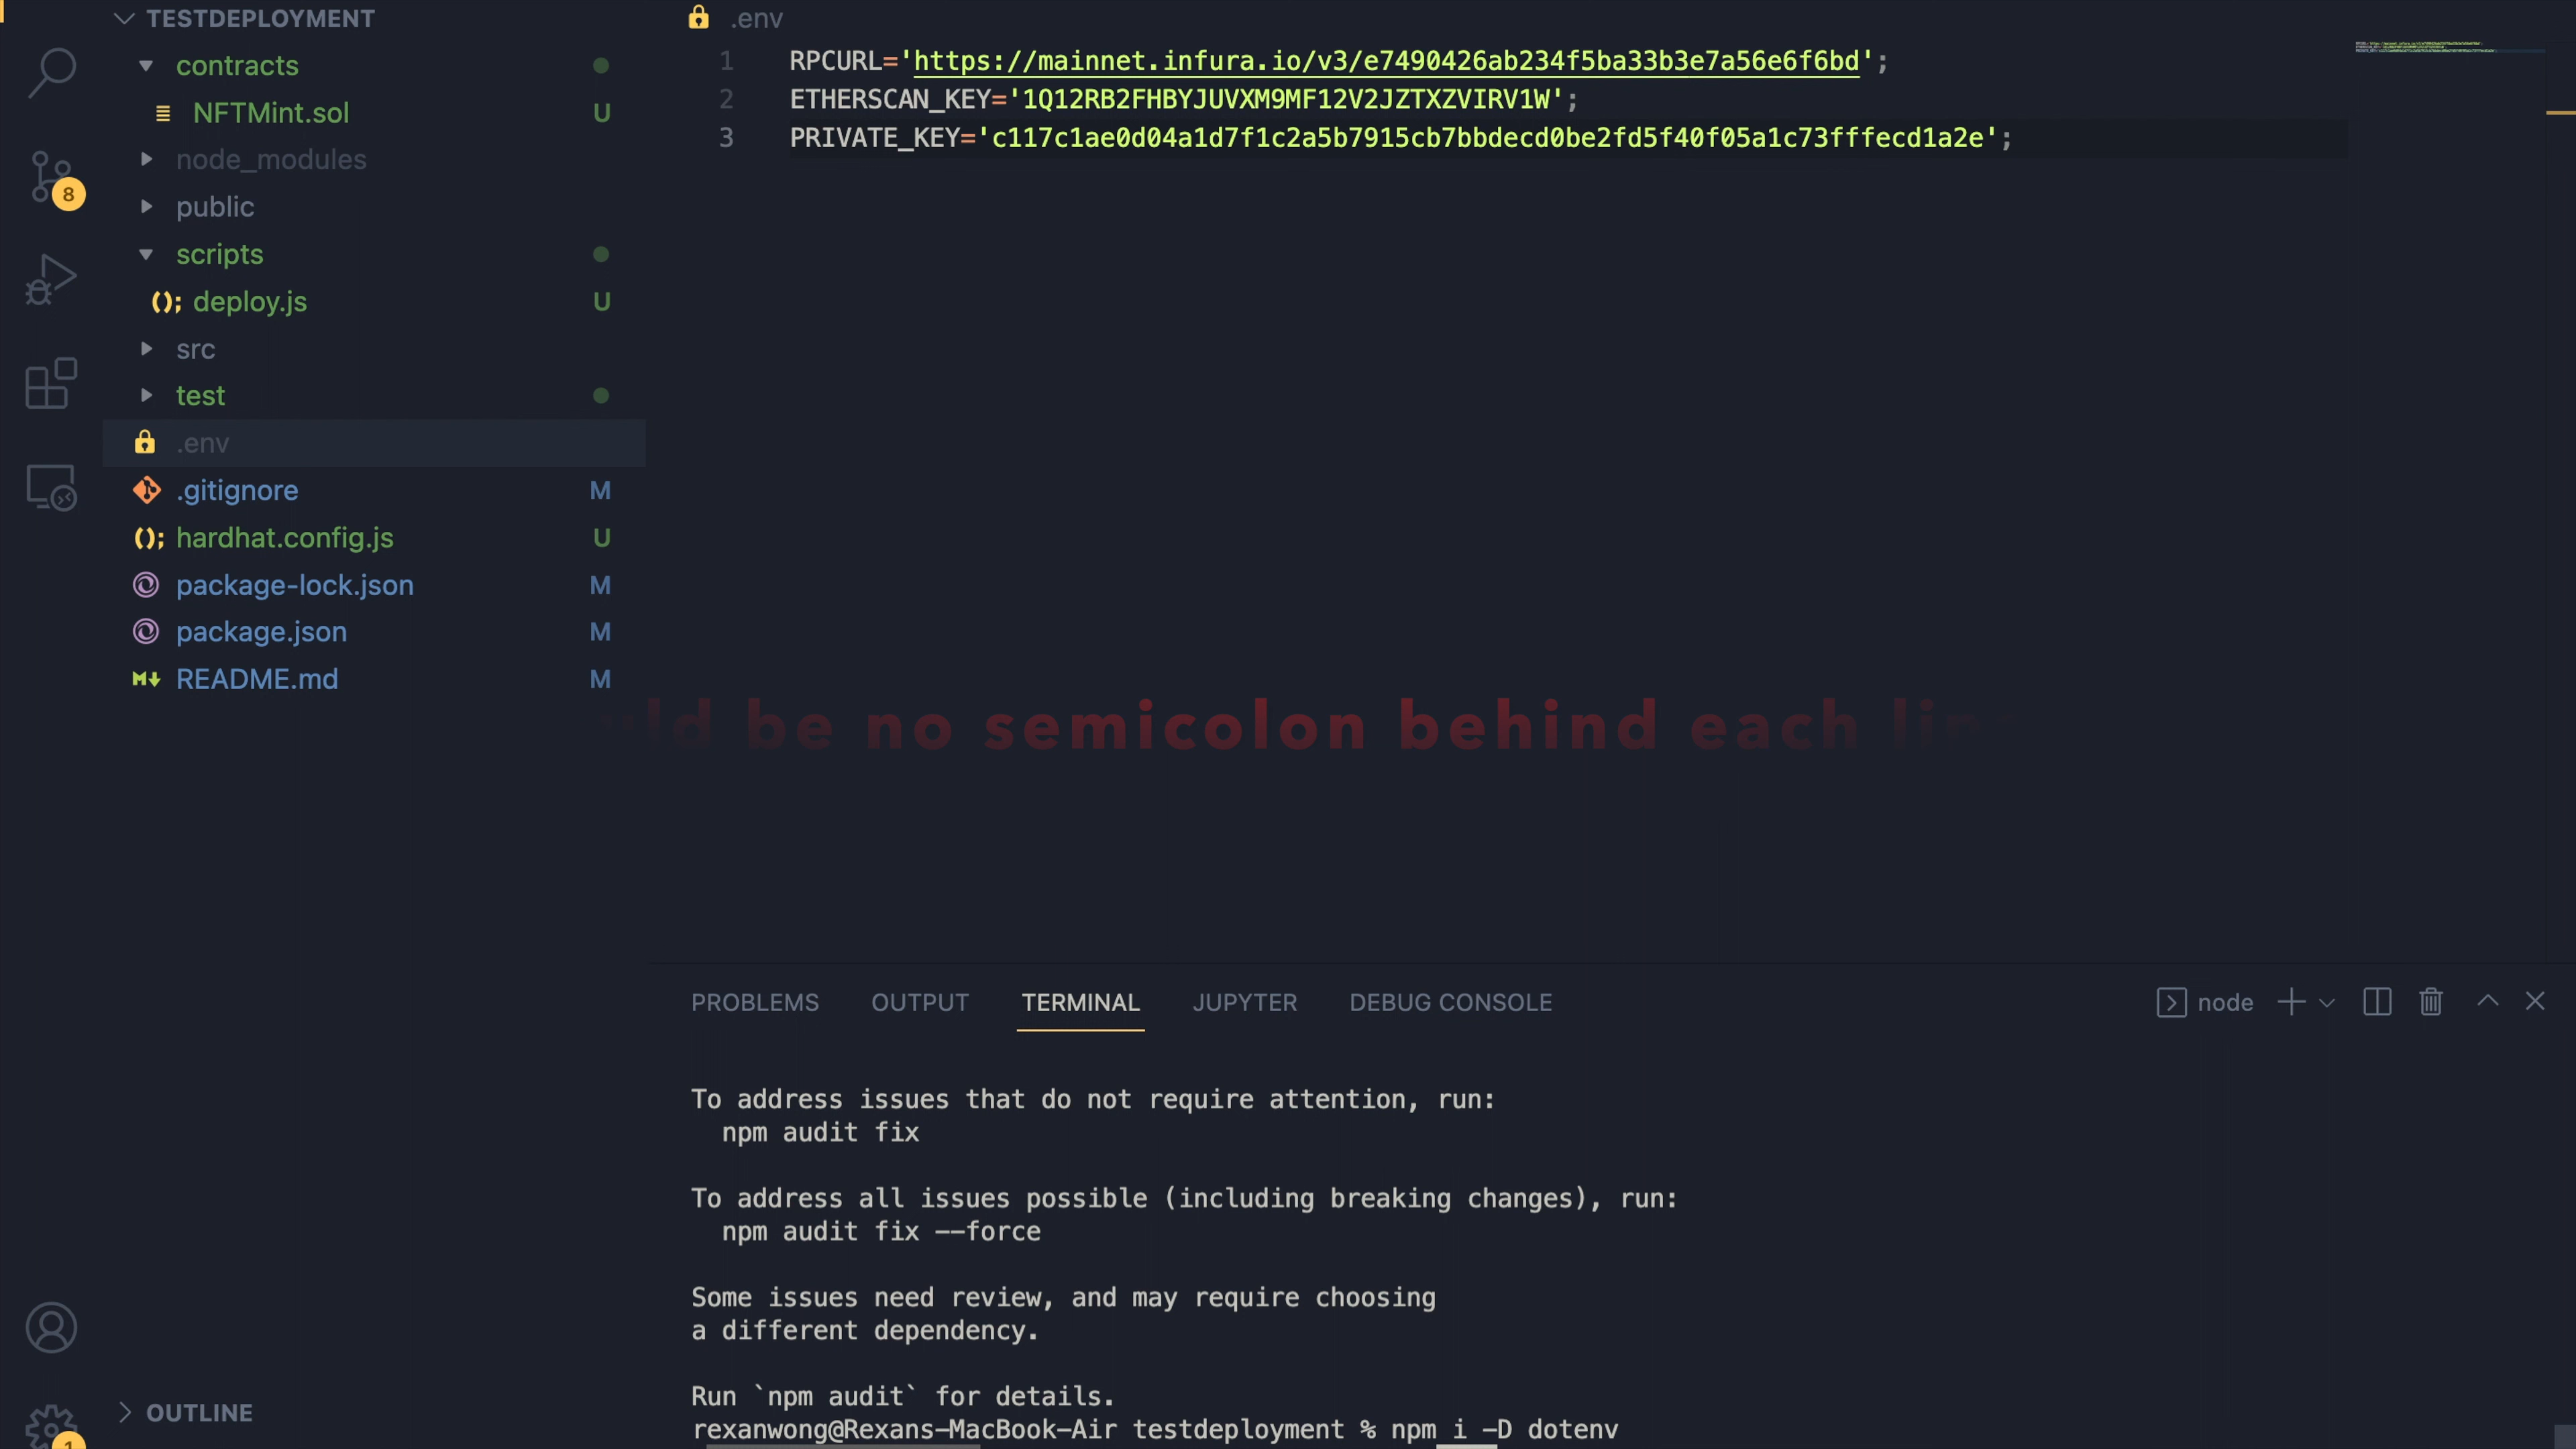 TESTDEPLOYMENT
contracts
NFTMint.sol U
node_modules
public
scripts
deploy.js U
src
test
.env
.gitignore M
hardhat.config.js U
package-lock.json M
package.json M
README.md M
OUTLINE
8
1
.env
1 RPCURL='https://mainnet.infura.io/v3/e7490426ab234f5ba33b3e7a56e6f6bd';
2 ETHERSCAN_KEY='1Q12RB2FHBYJUVXM9MF12V2JZTXZVIRV1W';
3 PRIVATE_KEY='c117c1ae0d04a1d7f1c2a5b7915cb7bbdecd0be2fd5f40f05a1c73fffecd1a2e';
be no semicolon behind each
PROBLEMS OUTPUT TERMINAL JUPYTER DEBUG CONSOLE node
To address issues that do not require attention, run:
npm audit fix
To address all issues possible (including breaking changes), run:
npm audit fix --force
Some issues need review, and may require choosing
a different dependency.
Run `npm audit` for details.
rexanwong@Rexans-MacBook-Air testdeployment % npm i -D dotenv